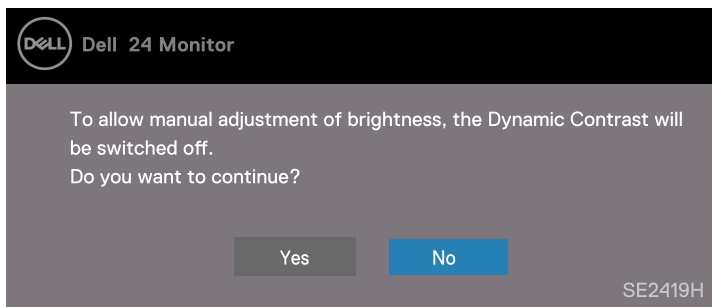 DELL
Dell 24 Monitor
To allow manual adjustment of brightness, the Dynamic Contrast will
be switched off.
Do you want to continue?
Yes
No
SE2419H